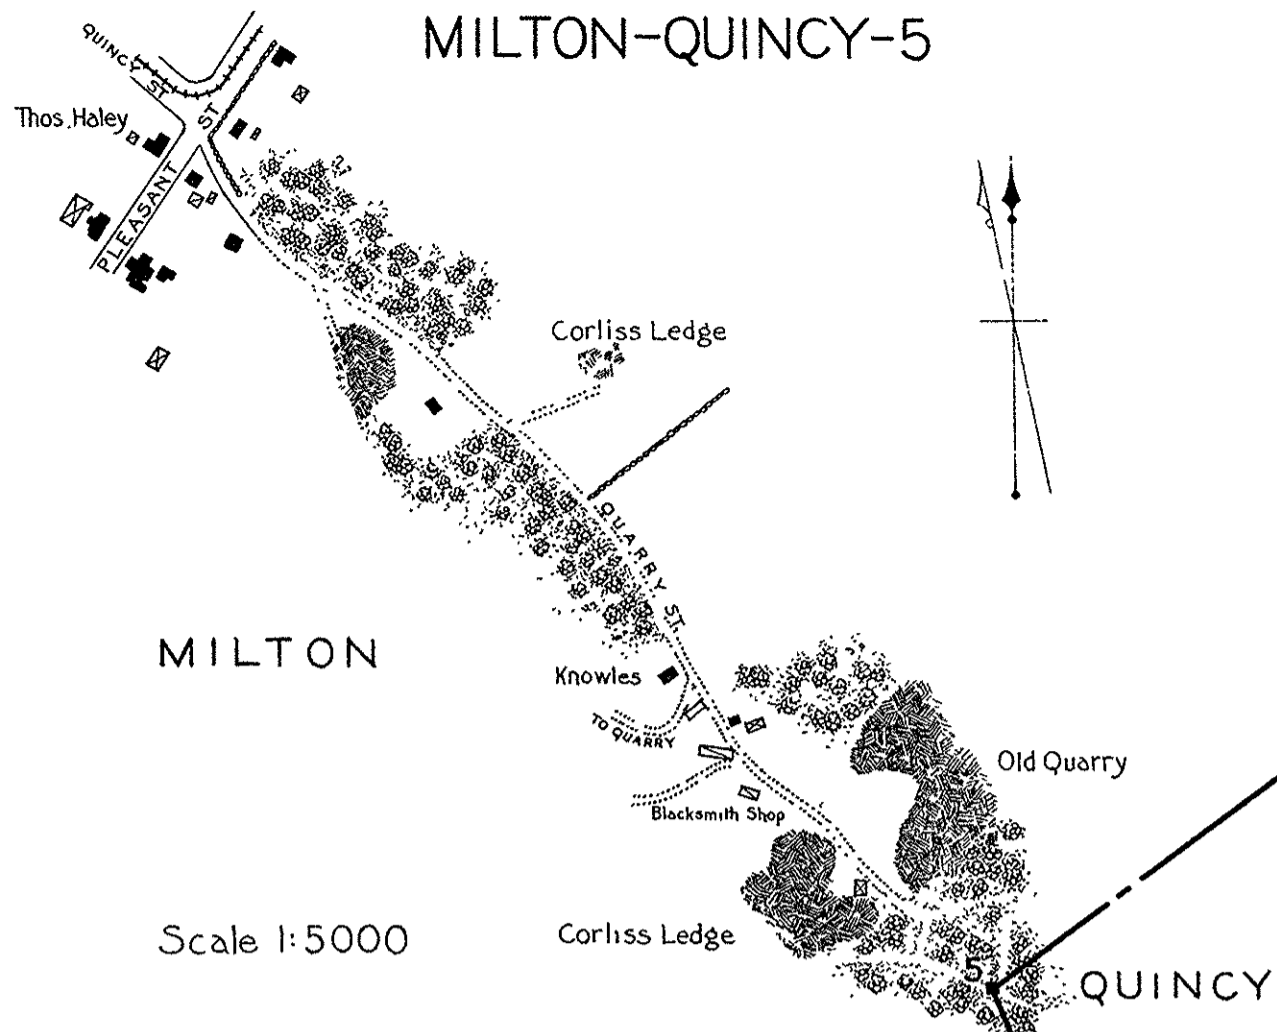 MILTON-QUINCY-5
QUINCY ST
Thos. Haley
ST
PLEASANT
Corliss Ledge
QUARRY ST.
MILTON
Knowles
TO QUARRY
Old Quarry
Blacksmith Shop
Scale 1:5000
Corliss Ledge
5
QUINCY